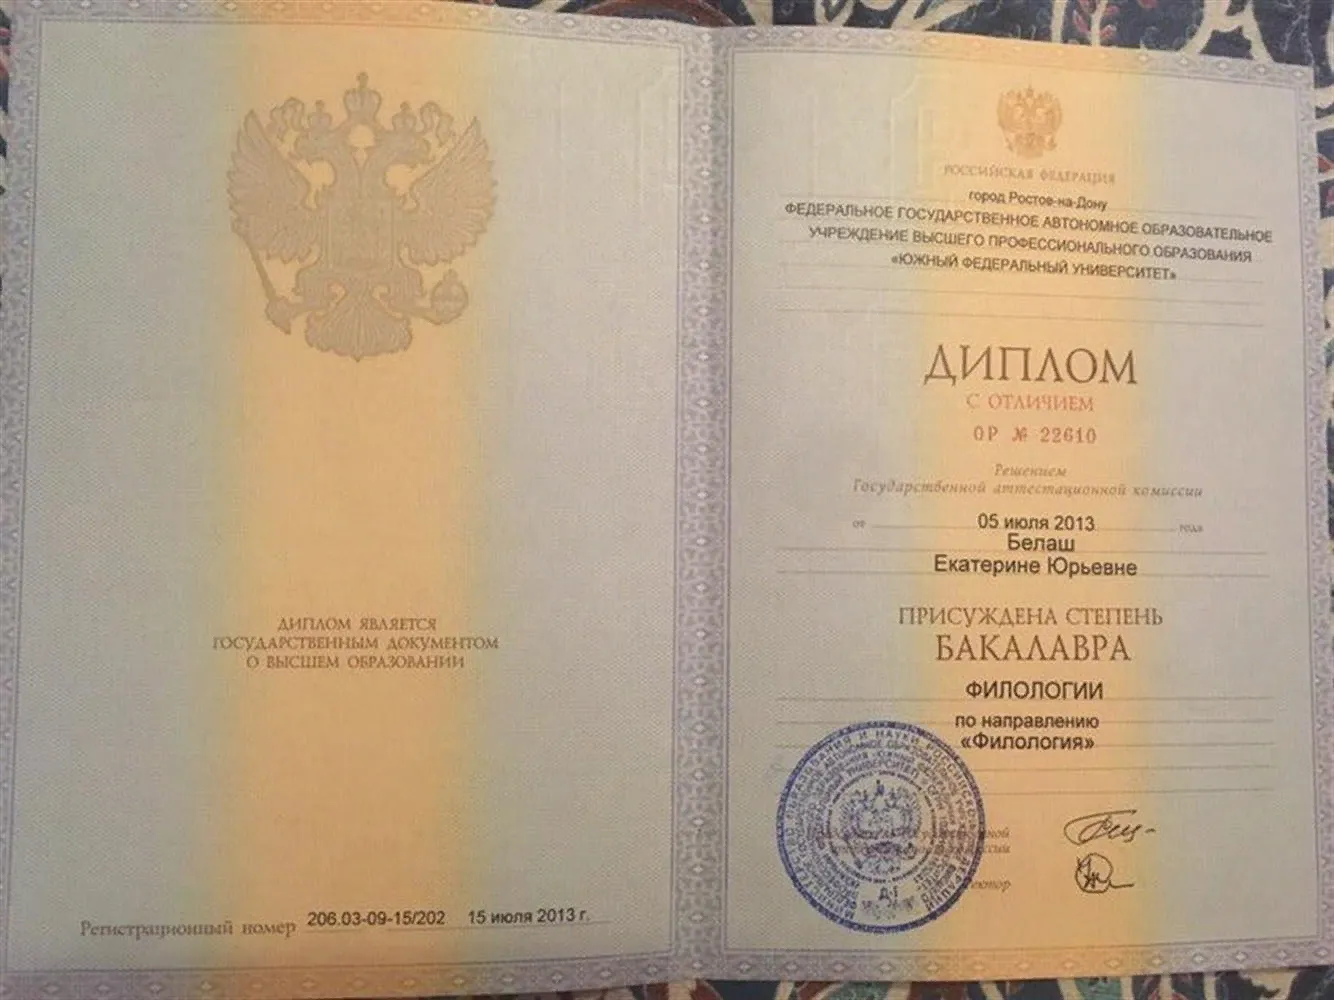 ДИПЛОМ ЯВЛЯЕТСЯ
ГОСУДАРСТВЕННЫМ ДОКУМЕНТОМ
О ВЫСШЕМ ОБРАЗОВАНИИ
Регистрационный номер 206.03-09-15/202 15 июля 2013 г.
РОССИЙСКАЯ ФЕДЕРАЦИЯ
город Ростов-на-Дону
ФЕДЕРАЛЬНОЕ ГОСУДАРСТВЕННОЕ АВТОНОМНОЕ ОБРАЗОВАТЕЛЬНОЕ
УЧРЕЖДЕНИЕ ВЫСШЕГО ПРОФЕССИОНАЛЬНОГО ОБРАЗОВАНИЯ
«ЮЖНЫЙ ФЕДЕРАЛЬНЫЙ УНИВЕРСИТЕТ»
ДИПЛОМ
С ОТЛИЧИЕМ
ОР № 22610
Решением
Государственной аттестационной комиссии
от 05 июля 2013 года
Белаш
Екатерине Юрьевне
ПРИСУЖДЕНА СТЕПЕНЬ
БАКАЛАВРА
ФИЛОЛОГИИ
по направлению
«Филология»